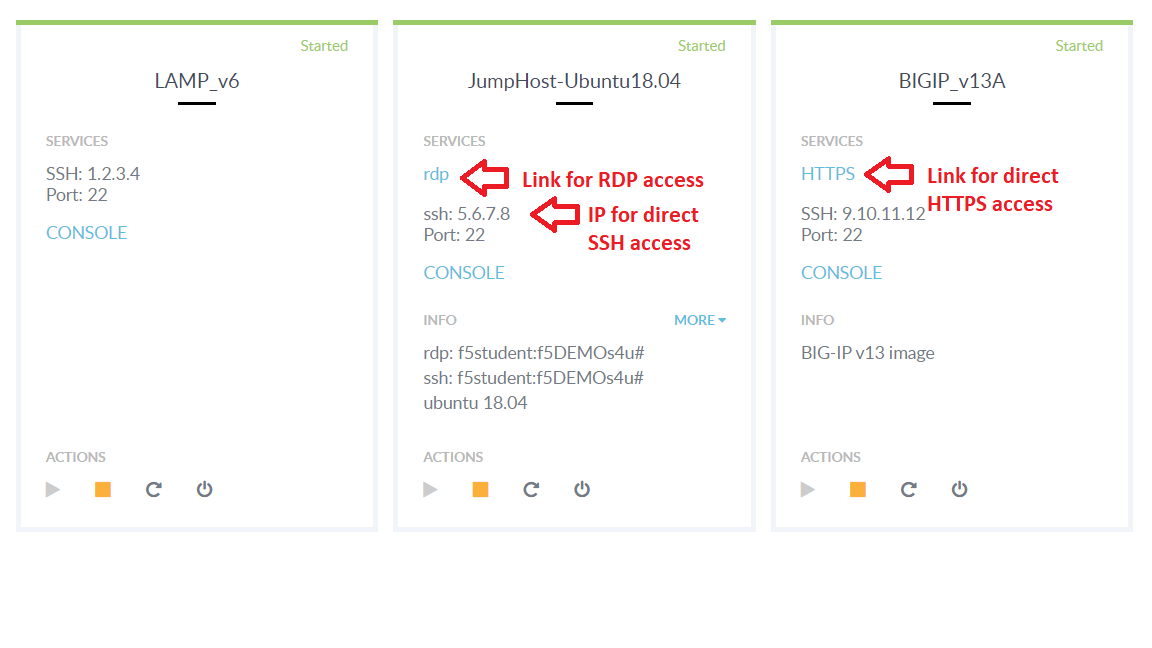 Started
LAMP_v6
SERVICES
SSH: 1.2.3.4
Port: 22
CONSOLE
ACTIONS
Started
JumpHost-Ubuntu18.04
SERVICES
rdp
Link for RDP access
ssh: 5.6.7.8
Port: 22
IP for direct
SSH access
CONSOLE
INFO
MORE
rdp: f5student:f5DEMOs4u#
ssh: f5student:f5DEMOs4u#
ubuntu 18.04
ACTIONS
Started
BIGIP_v13A
SERVICES
HTTPS
Link for direct
HTTPS access
SSH: 9.10.11.12
Port: 22
CONSOLE
INFO
BIG-IP v13 image
ACTIONS